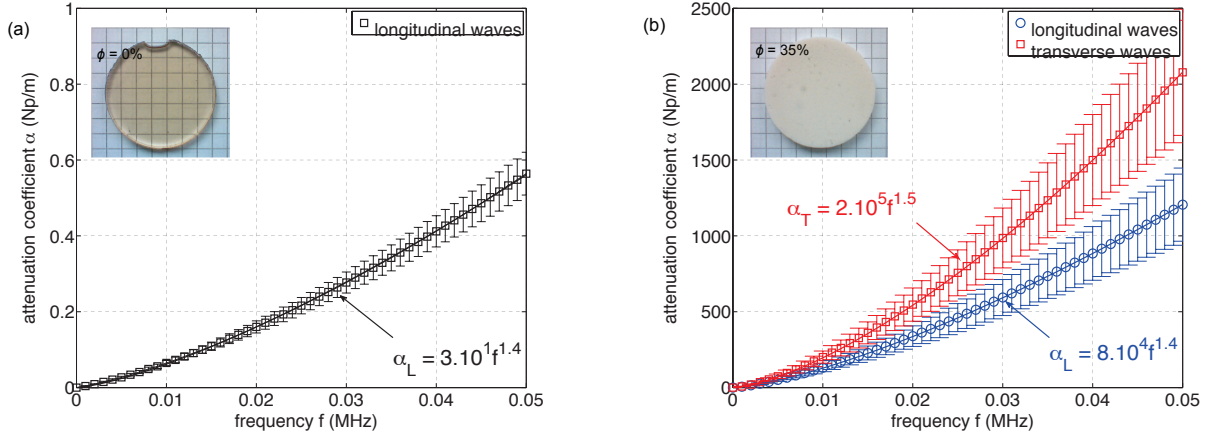 (a)
longitudinal waves
ϕ = 0%
1
0.8
0.6
0.4
0.2
0
attenuation coefficient α (Np/m)
α_L = 3.10^1f^1.4
0 0.01 0.02 0.03 0.04 0.05
frequency f (MHz)
(b)
longitudinal waves
transverse waves
ϕ = 35%
2500
2000
1500
1000
500
0
attenuation coefficient α (Np/m)
α_T = 2.10^5f^1.5
α_L = 8.10^4f^1.4
0 0.01 0.02 0.03 0.04 0.05
frequency f (MHz)